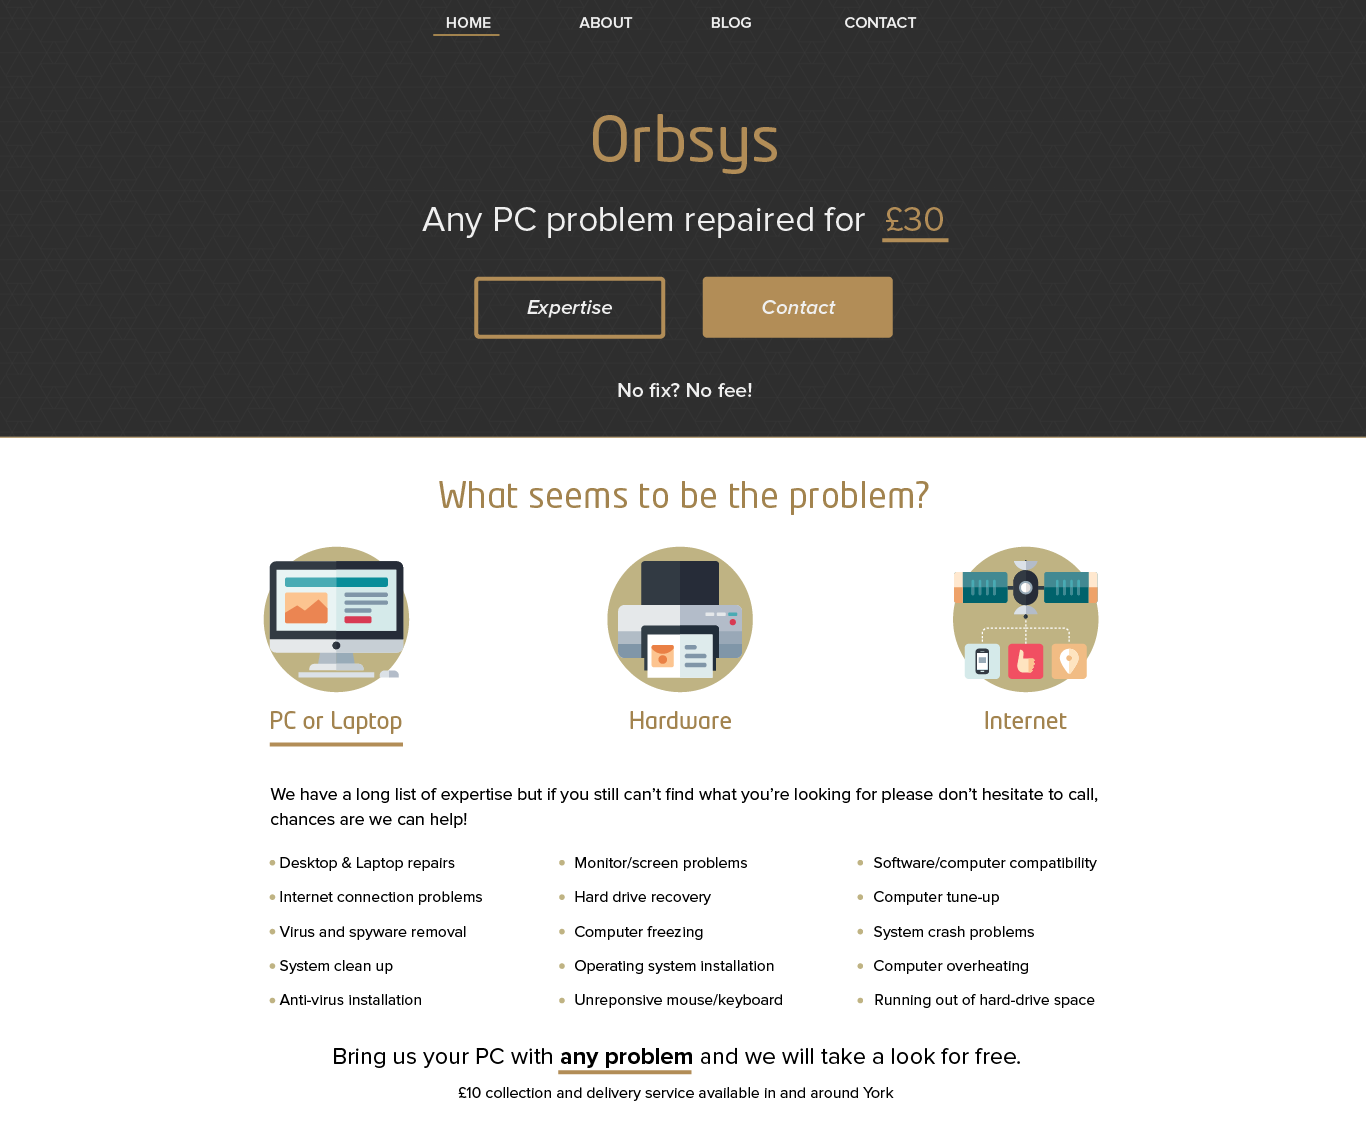 HOME ABOUT BLOG CONTACT
Orbsys
Any PC problem repaired for £30
Expertise Contact
No fix? No fee!
What seems to be the problem?
PC or Laptop Hardware Internet
We have a long list of expertise but if you still can't find what you're looking for please don't hesitate to call,
chances are we can help!
• Desktop & Laptop repairs • Monitor/screen problems • Software/computer compatibility
• Internet connection problems • Hard drive recovery • Computer tune-up
• Virus and spyware removal • Computer freezing • System crash problems
• System clean up • Operating system installation • Computer overheating
• Anti-virus installation • Unreponsive mouse/keyboard • Running out of hard-drive space
Bring us your PC with any problem and we will take a look for free.
£10 collection and delivery service available in and around York